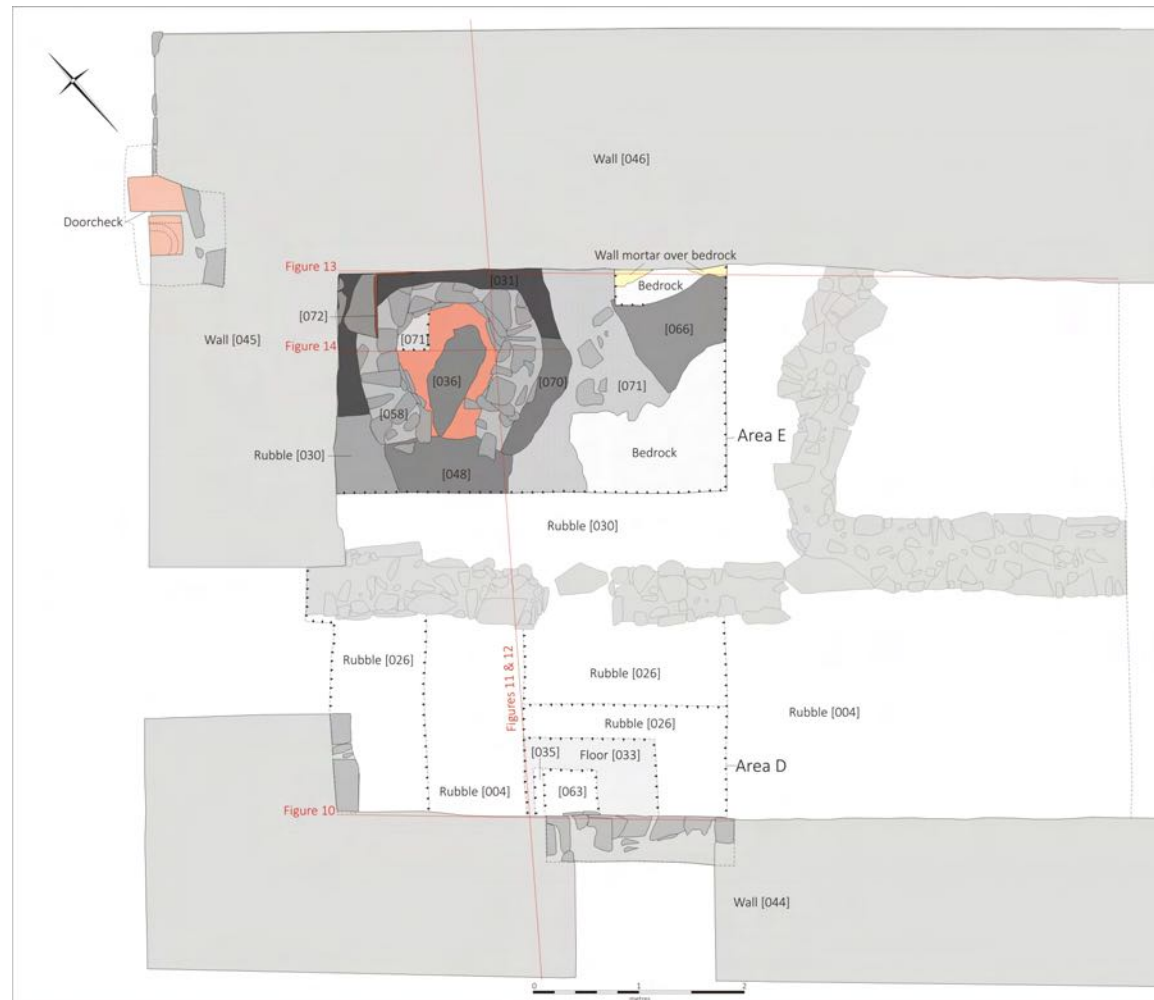 Wall [046]
Doorcheck
Wall mortar over bedrock
Figure 13
[031]
Bedrock
[072]
[071]
[066]
Wall [045]
Figure 14
[036]
[070]
[071]
[058]
Area E
Rubble [030]
Bedrock
[048]
Rubble [030]
Figures 11 & 12
Rubble [026]
Rubble [026]
Rubble [004]
Rubble [026]
[035]
Floor [033]
Area D
Rubble [004]
[063]
Figure 10
Wall [044]
0 1 2
metres